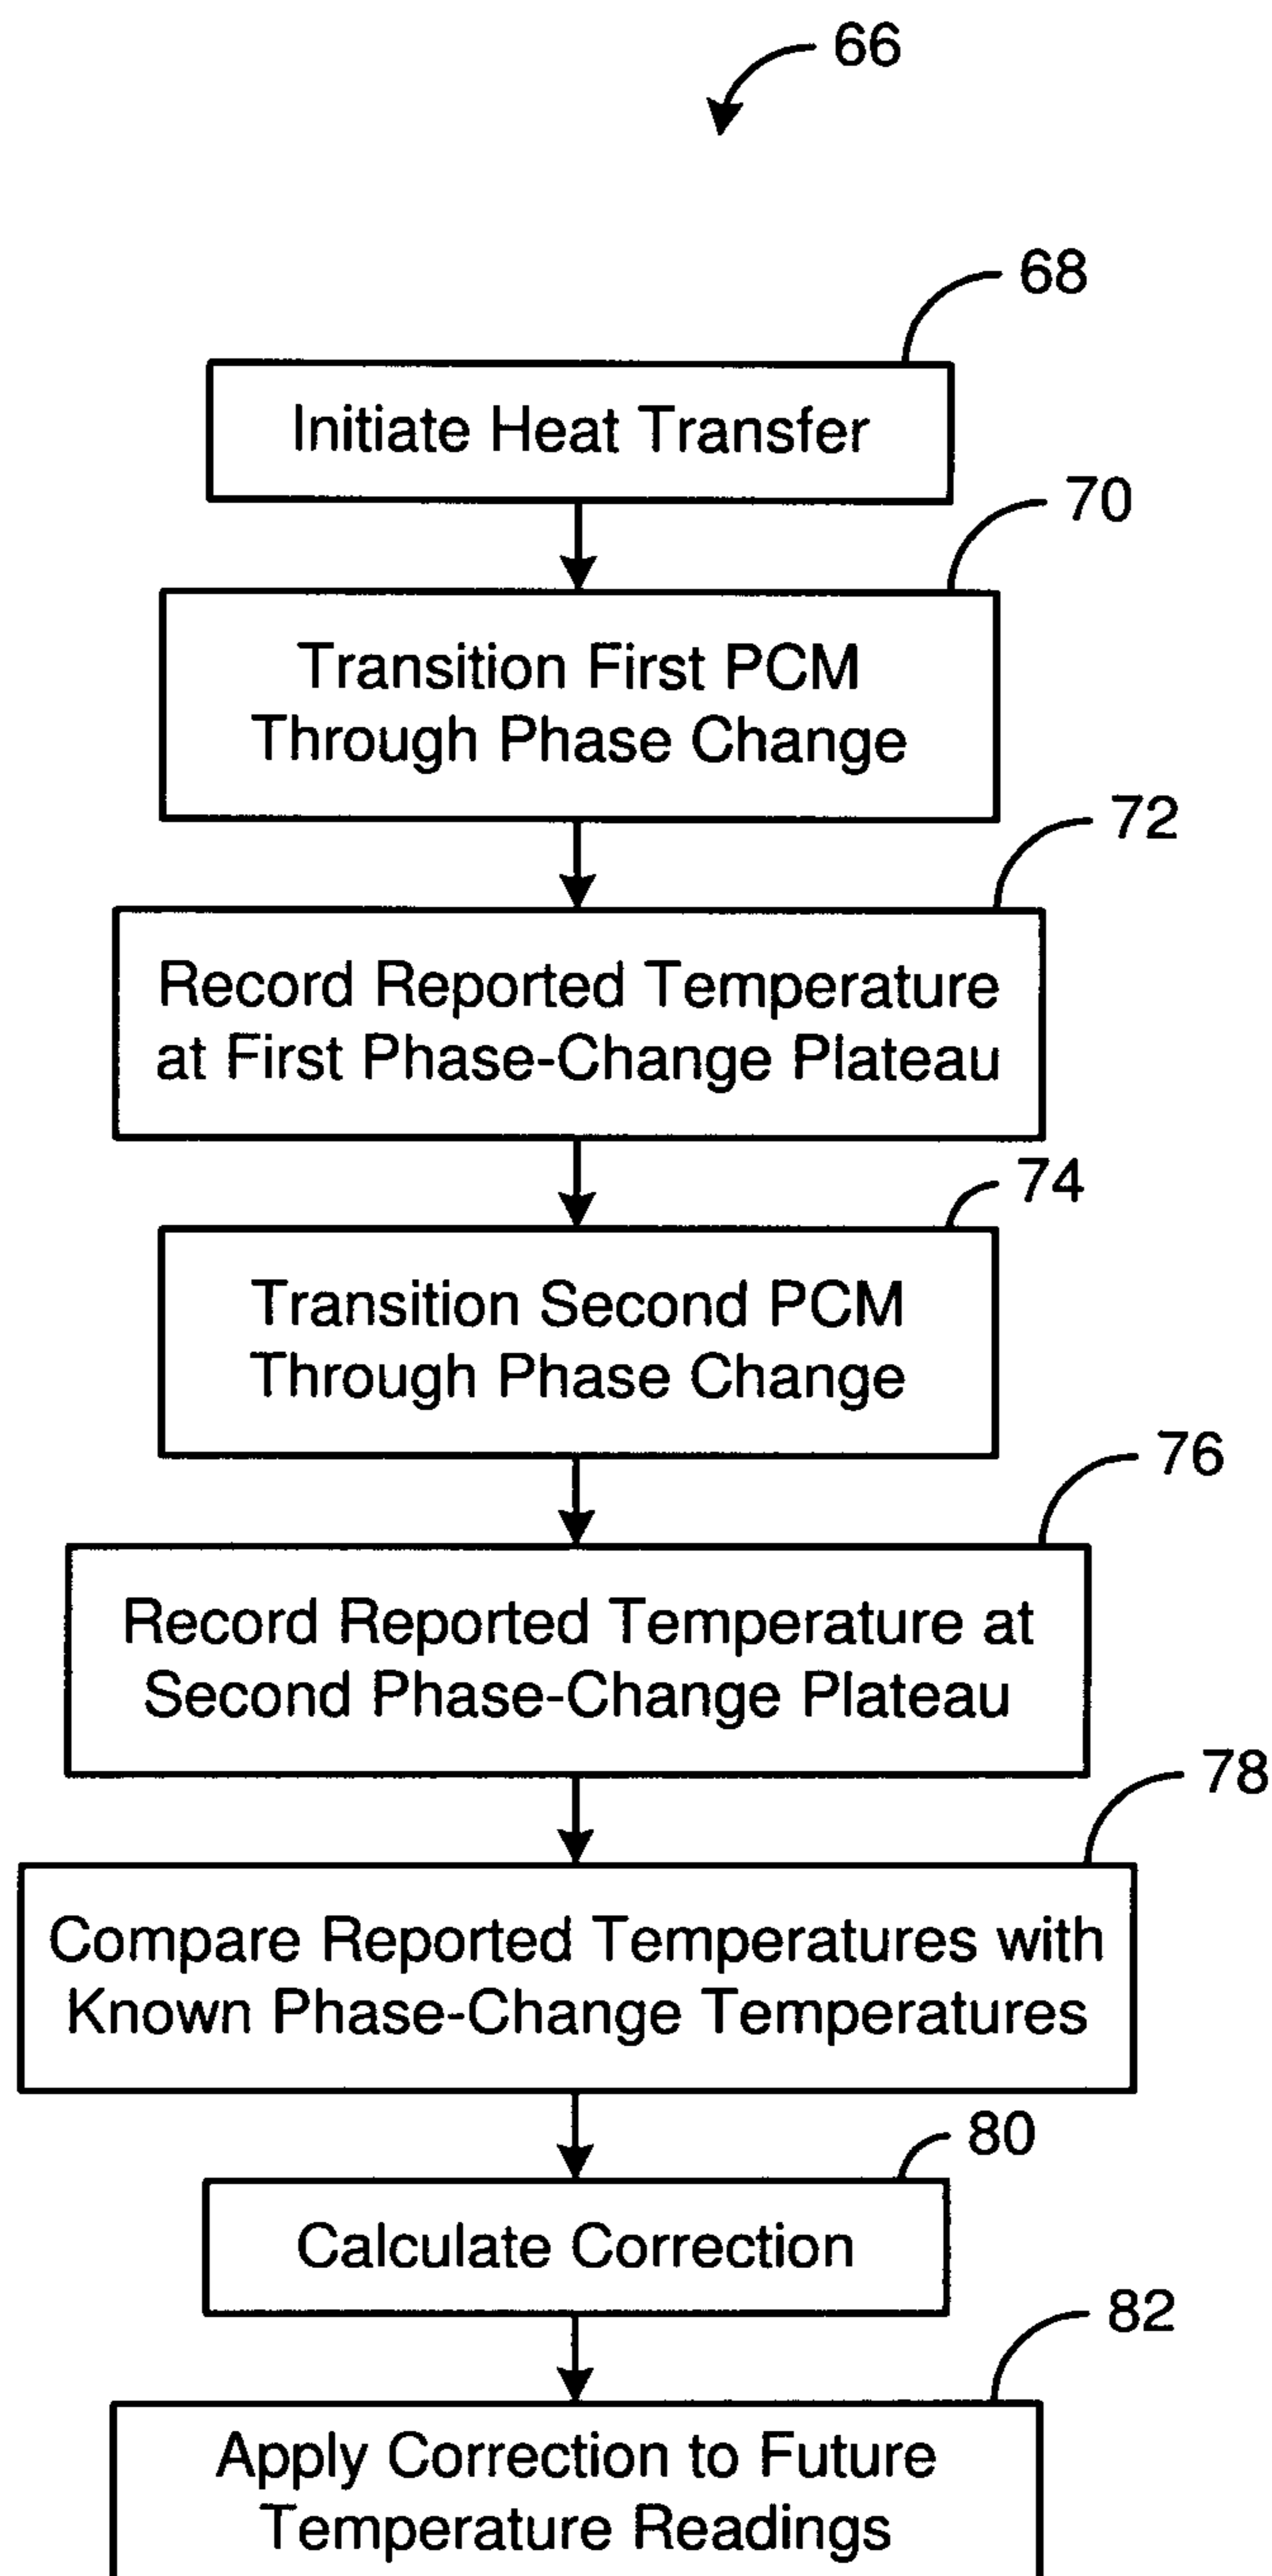 66
68
Initiate Heat Transfer
70
Transition First PCM
Through Phase Change
72
Record Reported Temperature
at First Phase-Change Plateau
74
Transition Second PCM
Through Phase Change
76
Record Reported Temperature at
Second Phase-Change Plateau
78
Compare Reported Temperatures with
Known Phase-Change Temperatures
80
Calculate Correction
82
Apply Correction to Future
Temperature Readings